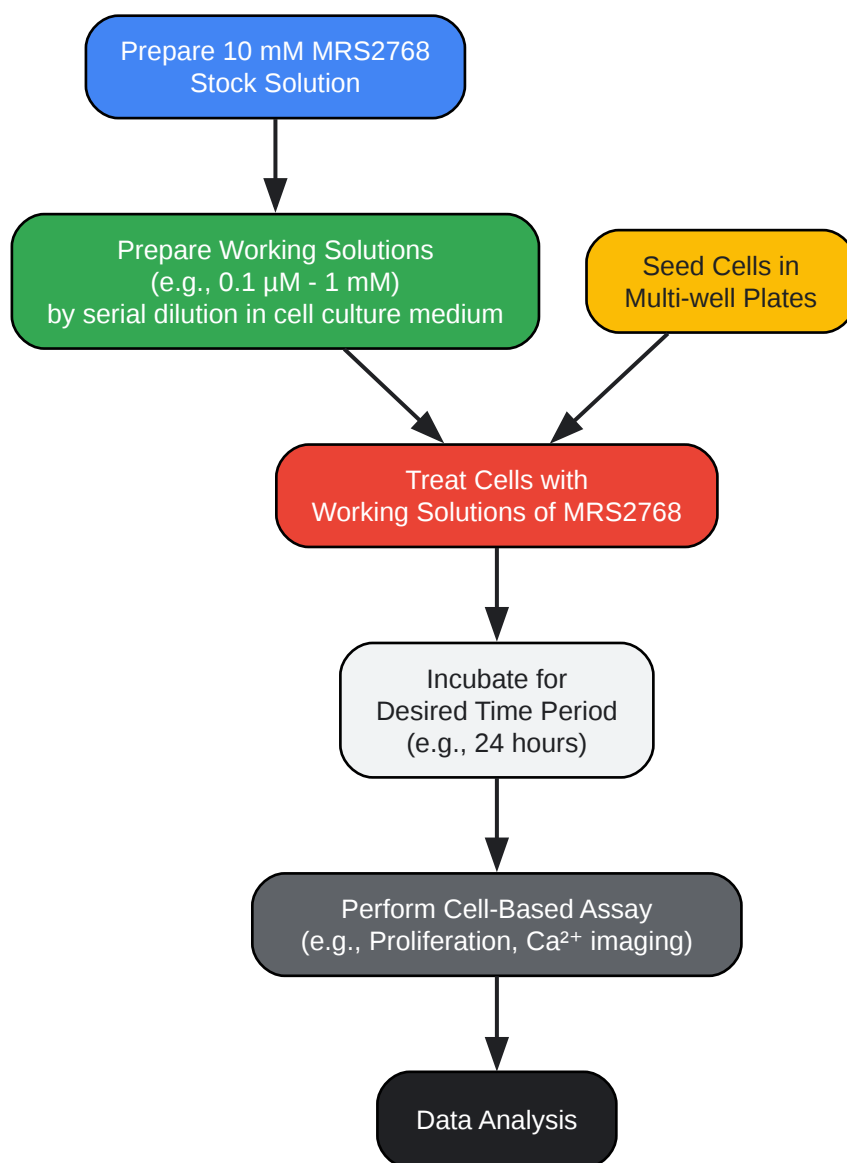 Prepare 10 mM MRS2768
Stock Solution
Prepare Working Solutions
(e.g., 0.1 µM - 1 mM)
by serial dilution in cell culture medium
Seed Cells in
Multi-well Plates
Treat Cells with
Working Solutions of MRS2768
Incubate for
Desired Time Period
(e.g., 24 hours)
Perform Cell-Based Assay
(e.g., Proliferation, Ca²⁺ imaging)
Data Analysis